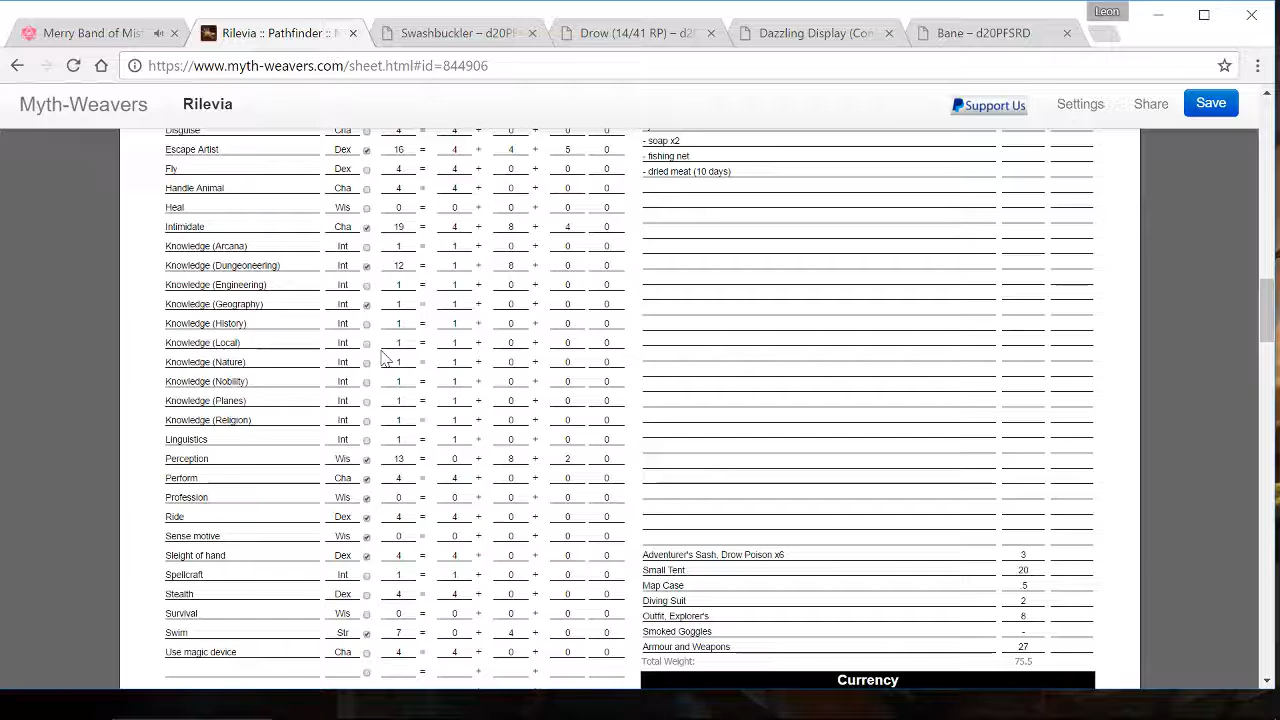 Leon
Merry Band of Mis
Rilevia :: Pathfinder :: M
Swashbuckler – d20PF
Drow (14/41 RP) – d2
Dazzling Display (Co
Bane – d20PFSRD
https://www.myth-weavers.com/sheet.html#id=844906
Myth-Weavers Rilevia Support Us Settings Share Save
Disguise Cha 4 = 4 + 0 + 0 0
Escape Artist Dex 16 = 4 + 4 + 5 0
Fly Dex 4 = 4 + 0 + 0 0
Handle Animal Cha 4 = 4 + 0 + 0 0
Heal Wis 0 = 0 + 0 + 0 0
Intimidate Cha 19 = 4 + 8 + 4 0
Knowledge (Arcana) Int 1 = 1 + 0 + 0 0
Knowledge (Dungeoneering) Int 12 = 1 + 8 + 0 0
Knowledge (Engineering) Int 1 = 1 + 0 + 0 0
Knowledge (Geography) Int 1 = 1 + 0 + 0 0
Knowledge (History) Int 1 = 1 + 0 + 0 0
Knowledge (Local) Int 1 = 1 + 0 + 0 0
Knowledge (Nature) Int 1 = 1 + 0 + 0 0
Knowledge (Nobility) Int 1 = 1 + 0 + 0 0
Knowledge (Planes) Int 1 = 1 + 0 + 0 0
Knowledge (Religion) Int 1 = 1 + 0 + 0 0
Linguistics Int 1 = 1 + 0 + 0 0
Perception Wis 13 = 0 + 8 + 2 0
Perform Cha 4 = 4 + 0 + 0 0
Profession Wis 0 = 0 + 0 + 0 0
Ride Dex 4 = 4 + 0 + 0 0
Sense motive Wis 0 = 0 + 0 + 0 0
Sleight of hand Dex 4 = 4 + 0 + 0 0
Spellcraft Int 1 = 1 + 0 + 0 0
Stealth Dex 4 = 4 + 0 + 0 0
Survival Wis 0 = 0 + 0 + 0 0
Swim Str 7 = 0 + 4 + 0 0
Use magic device Cha 4 = 4 + 0 + 0 0
= + +
- soap x2
- fishing net
- dried meat (10 days)
Adventurer's Sash, Drow Poison x6 3
Small Tent 20
Map Case .5
Diving Suit 2
Outfit, Explorer's 8
Smoked Goggles -
Armour and Weapons 27
Total Weight: 75.5
Currency